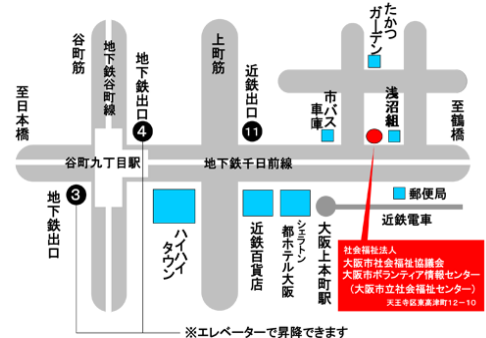 たかつ
ガーデン
谷町筋
地下鉄谷町線
地下鉄出口
4
上町筋
近鉄出口
11
市バス
車庫
浅沼組
至日本橋
至鶴橋
谷町九丁目駅
地下鉄千日前線
3
地下鉄出口
ハイハイ
タウン
近鉄百貨店
シェラトン
都ホテル大阪
大阪上本町駅
郵便局
近鉄電車
社会福祉法人
大阪市社会福祉協議会
大阪市ボランティア情報センター
(大阪市立社会福祉センター)
天王寺区東高津町12-10
※エレベーターで昇降できます